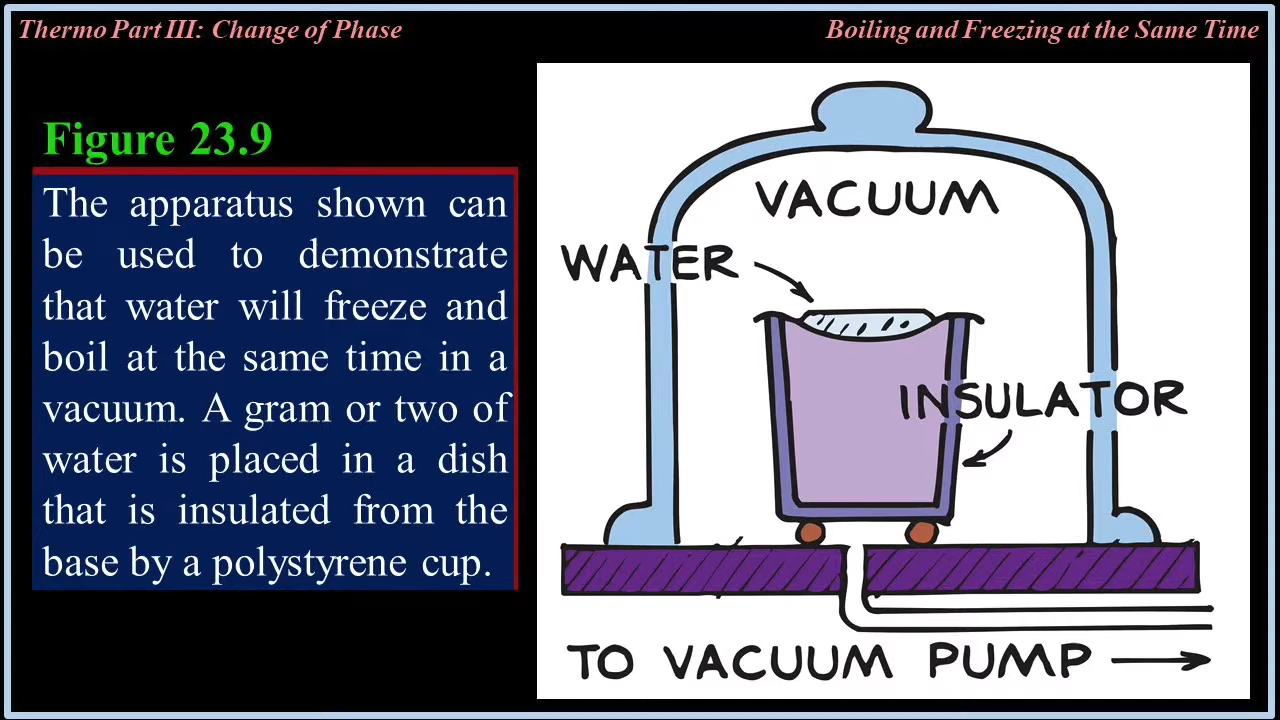 Thermo Part III: Change of Phase
Boiling and Freezing at the Same Time
Figure 23.9
The apparatus shown can
be used to demonstrate
that water will freeze and
boil at the same time in a
vacuum. A gram or two of
water is placed in a dish
that is insulated from the
base by a polystyrene cup.
VACUUM
WATER
INSULATOR
TO VACUUM PUMP